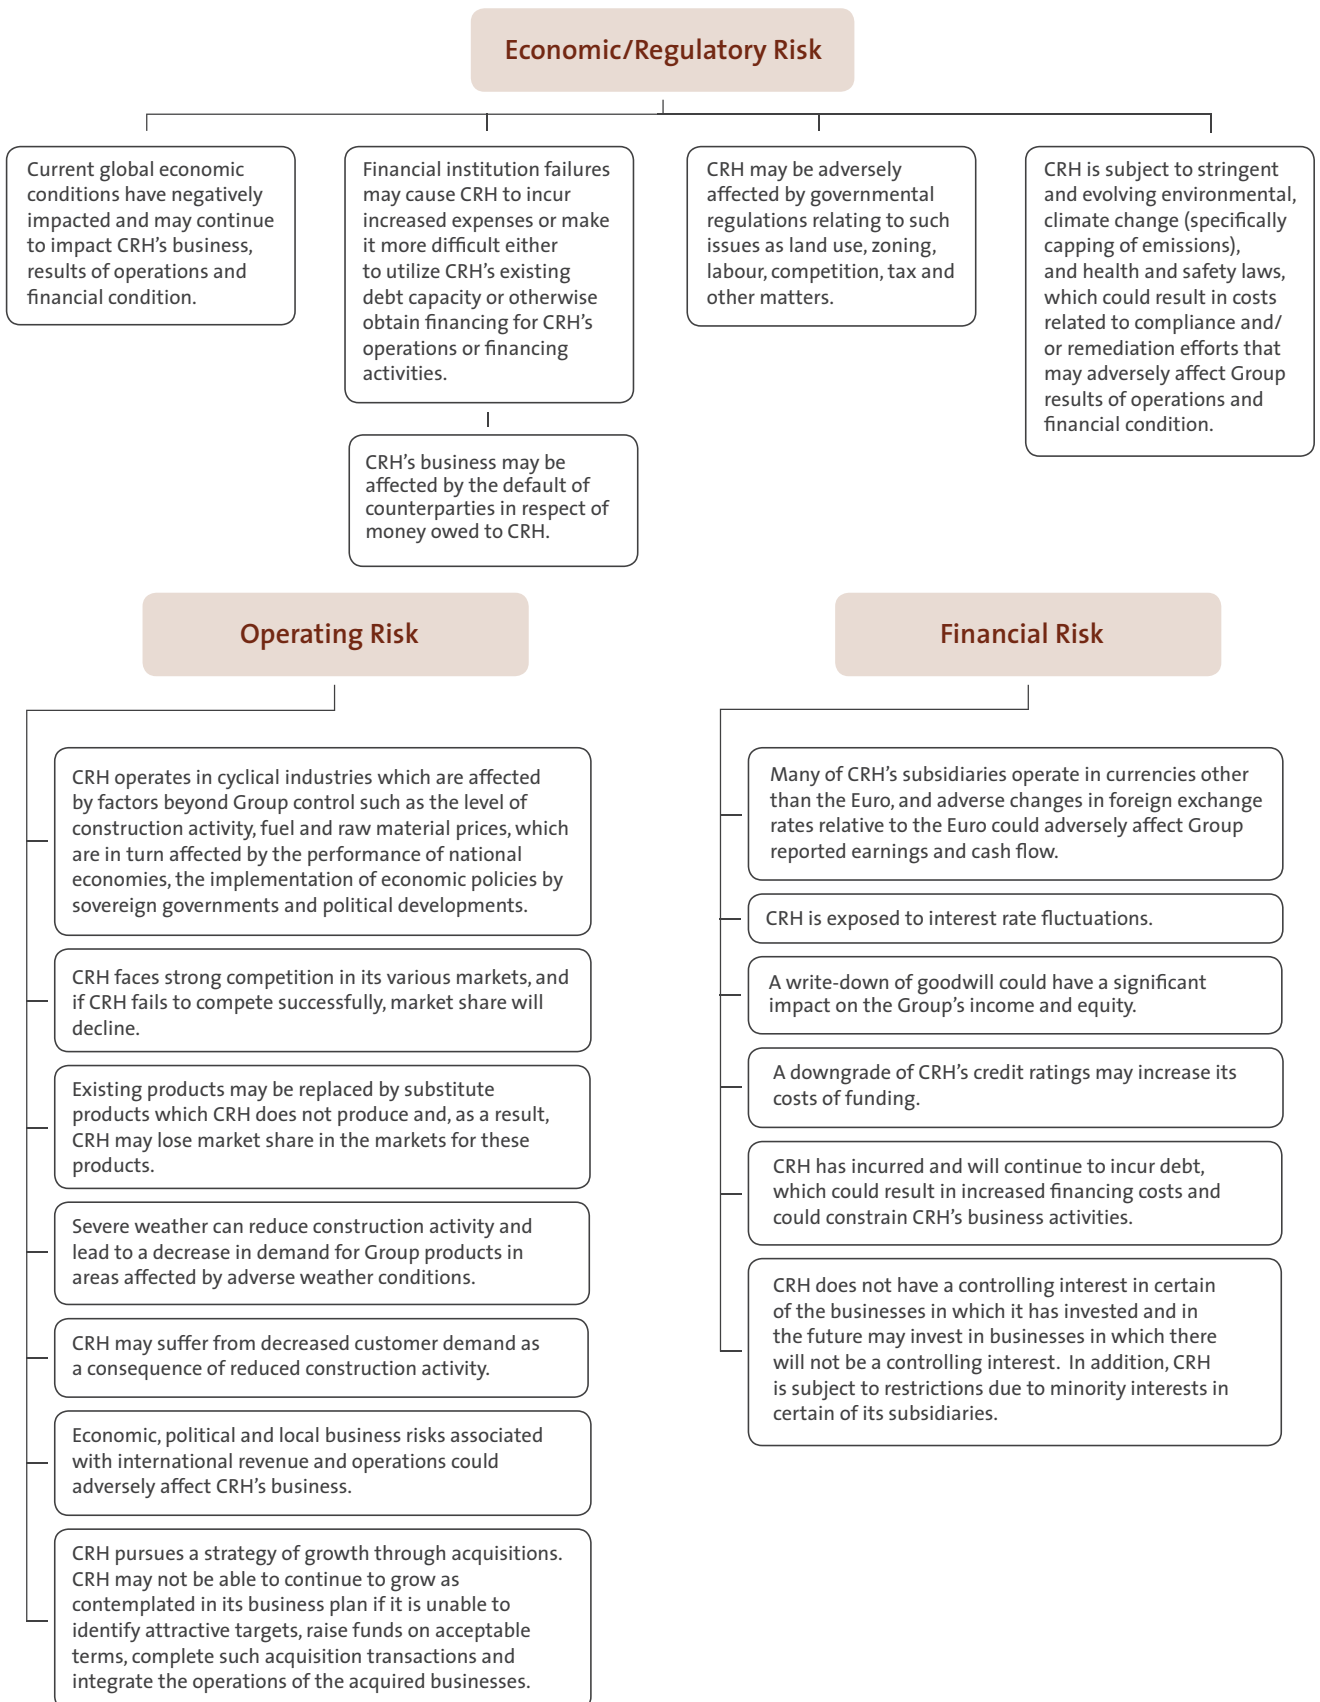 Economic/Regulatory Risk
Current global economic
conditions have negatively
impacted and may continue
to impact CRH’s business,
results of operations and
financial condition.
Financial institution failures
may cause CRH to incur
increased expenses or make
it more difficult either
to utilize CRH’s existing
debt capacity or otherwise
obtain financing for CRH’s
operations or financing
activities.
CRH’s business may be
affected by the default of
counterparties in respect of
money owed to CRH.
CRH may be adversely
affected by governmental
regulations relating to such
issues as land use, zoning,
labour, competition, tax and
other matters.
CRH is subject to stringent
and evolving environmental,
climate change (specifically
capping of emissions),
and health and safety laws,
which could result in costs
related to compliance and/
or remediation efforts that
may adversely affect Group
results of operations and
financial condition.
Operating Risk
CRH operates in cyclical industries which are affected
by factors beyond Group control such as the level of
construction activity, fuel and raw material prices, which
are in turn affected by the performance of national
economies, the implementation of economic policies by
sovereign governments and political developments.
CRH faces strong competition in its various markets, and
if CRH fails to compete successfully, market share will
decline.
Existing products may be replaced by substitute
products which CRH does not produce and, as a result,
CRH may lose market share in the markets for these
products.
Severe weather can reduce construction activity and
lead to a decrease in demand for Group products in
areas affected by adverse weather conditions.
CRH may suffer from decreased customer demand as
a consequence of reduced construction activity.
Economic, political and local business risks associated
with international revenue and operations could
adversely affect CRH’s business.
CRH pursues a strategy of growth through acquisitions.
CRH may not be able to continue to grow as
contemplated in its business plan if it is unable to
identify attractive targets, raise funds on acceptable
terms, complete such acquisition transactions and
integrate the operations of the acquired businesses.
Financial Risk
Many of CRH’s subsidiaries operate in currencies other
than the Euro, and adverse changes in foreign exchange
rates relative to the Euro could adversely affect Group
reported earnings and cash flow.
CRH is exposed to interest rate fluctuations.
A write-down of goodwill could have a significant
impact on the Group’s income and equity.
A downgrade of CRH’s credit ratings may increase its
costs of funding.
CRH has incurred and will continue to incur debt,
which could result in increased financing costs and
could constrain CRH’s business activities.
CRH does not have a controlling interest in certain
of the businesses in which it has invested and in
the future may invest in businesses in which there
will not be a controlling interest. In addition, CRH
is subject to restrictions due to minority interests in
certain of its subsidiaries.